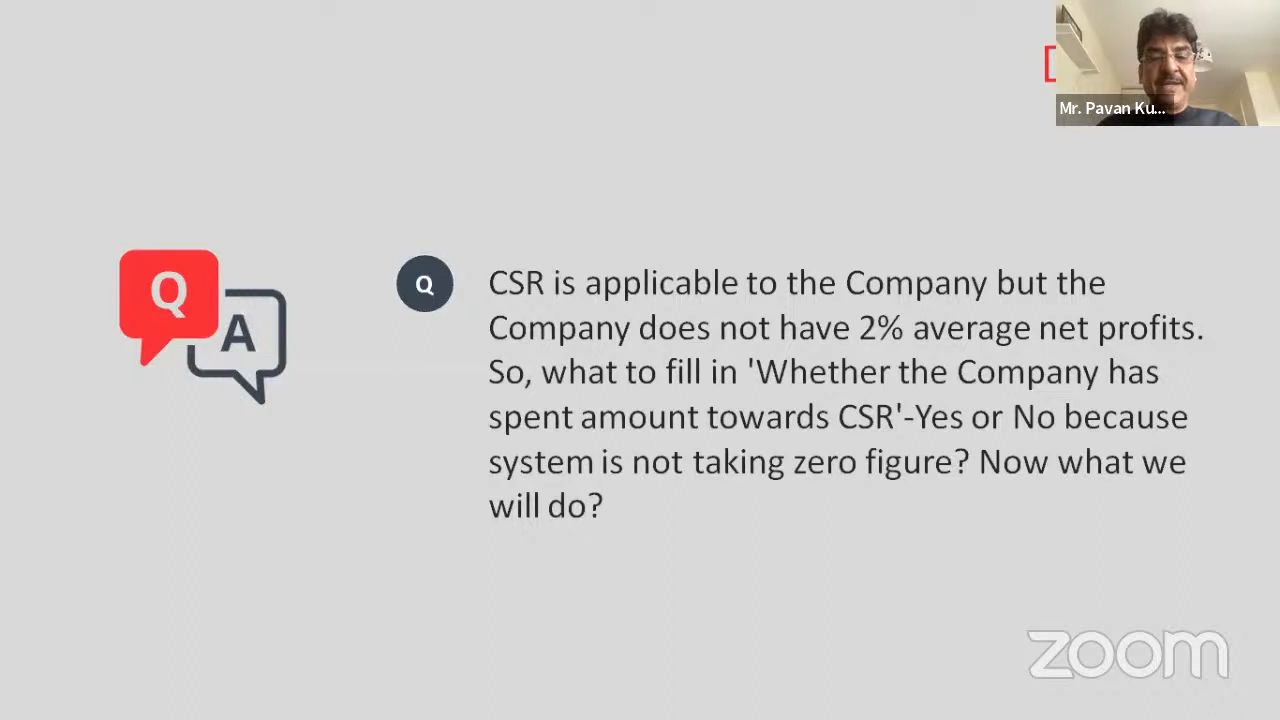 Mr. Pavan Ku...
Q
A
Q
CSR is applicable to the Company but the
Company does not have 2% average net profits.
So, what to fill in 'Whether the Company has
spent amount towards CSR'-Yes or No because
system is not taking zero figure? Now what we
will do?
zoom